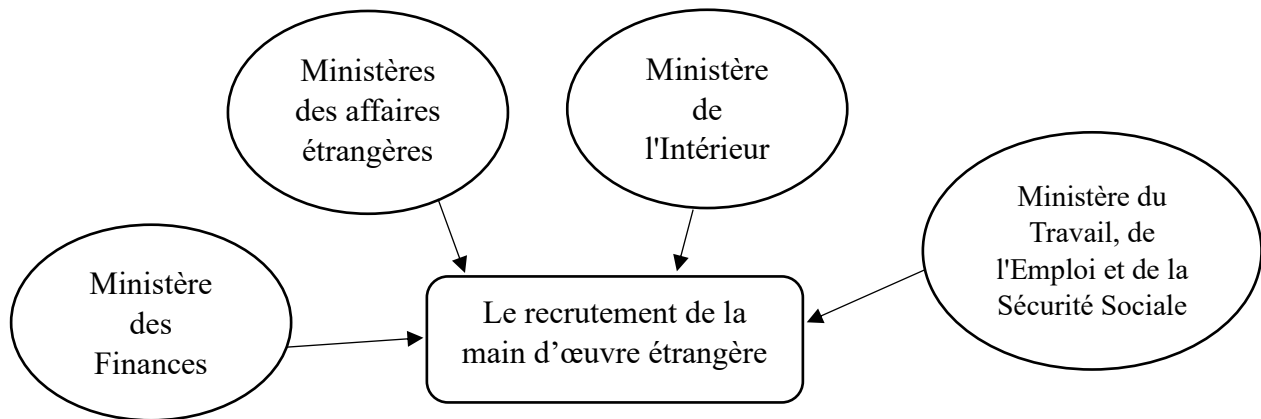 Ministères
des affaires
étrangères
Ministère
de
l'Intérieur
Ministère du
Travail, de
l'Emploi et de la
Sécurité Sociale
Ministère
des
Finances
Le recrutement de la
main d’œuvre étrangère